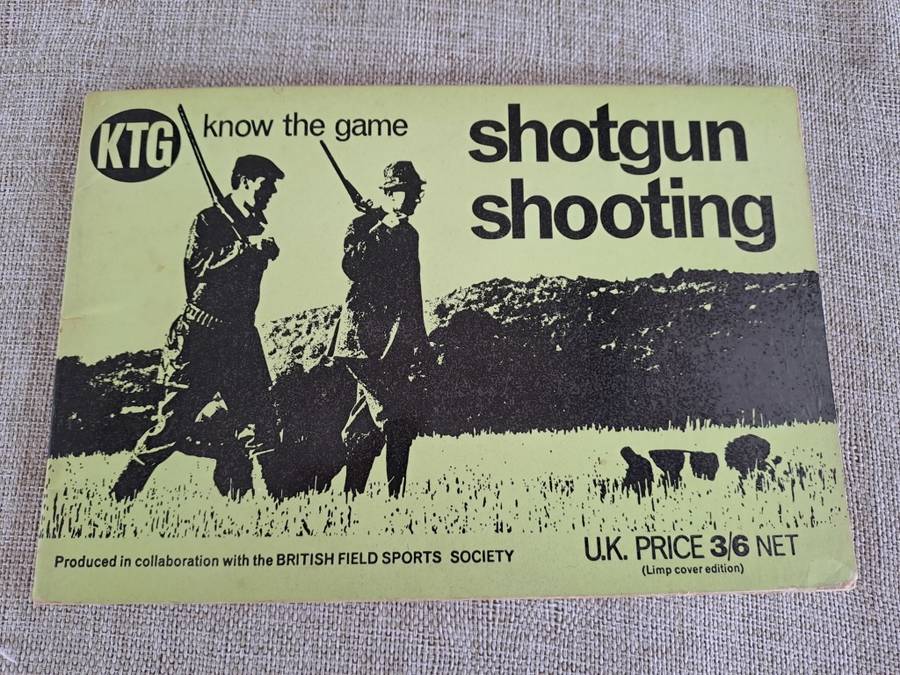 KTG
know the game
shotgun
shooting
Produced in collaboration with the BRITISH FIELD SPORTS SOCIETY
U.K. PRICE 3/6 NET
(Limp cover edition)